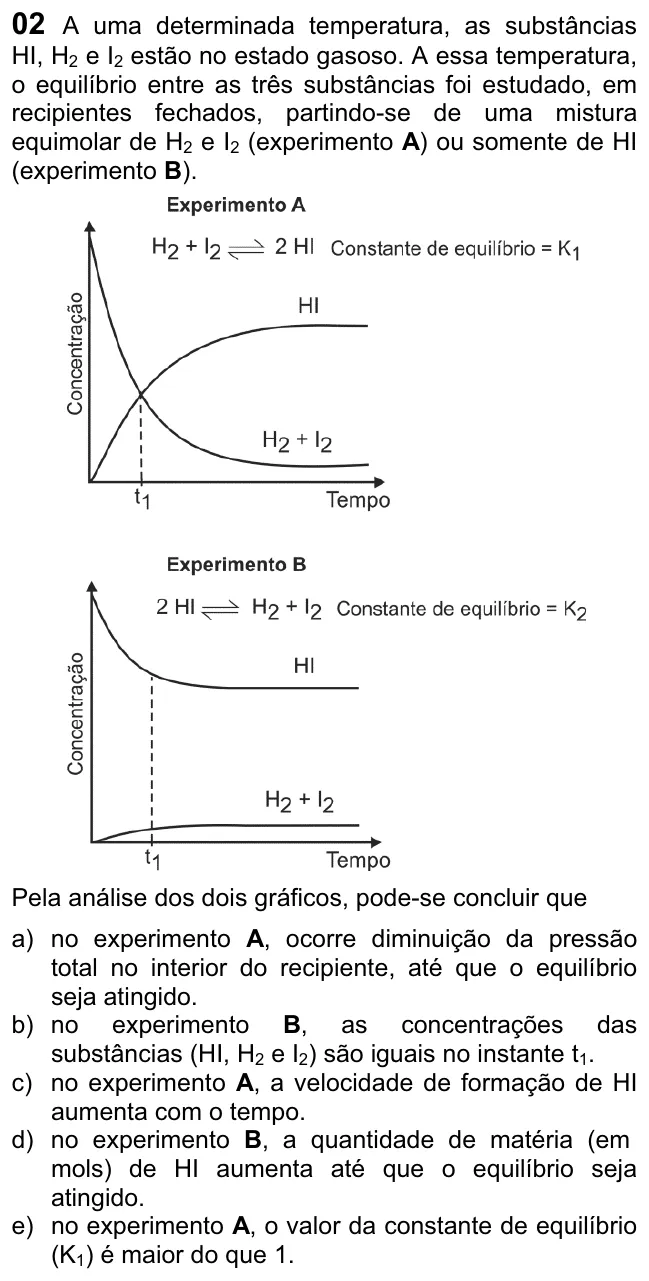 02 A uma determinada temperatura, as substâncias
HI, H₂ e I₂ estão no estado gasoso. A essa temperatura,
o equilíbrio entre as três substâncias foi estudado, em
recipientes fechados, partindo-se de uma mistura
equimolar de H₂ e I₂ (experimento A) ou somente de HI
(experimento B).
Experimento A
H₂ + I₂ ⇌ 2 HI Constante de equilíbrio = K₁
Concentração
HI
H₂ + I₂
t₁
Tempo
Experimento B
2 HI ⇌ H₂ + I₂ Constante de equilíbrio = K₂
Concentração
HI
H₂ + I₂
t₁
Tempo
Pela análise dos dois gráficos, pode-se concluir que
a) no experimento A, ocorre diminuição da pressão
total no interior do recipiente, até que o equilíbrio
seja atingido.
b) no experimento B, as concentrações das
substâncias (HI, H₂ e I₂) são iguais no instante t₁.
c) no experimento A, a velocidade de formação de HI
aumenta com o tempo.
d) no experimento B, a quantidade de matéria (em
mols) de HI aumenta até que o equilíbrio seja
atingido.
e) no experimento A, o valor da constante de equilíbrio
(K₁) é maior do que 1.